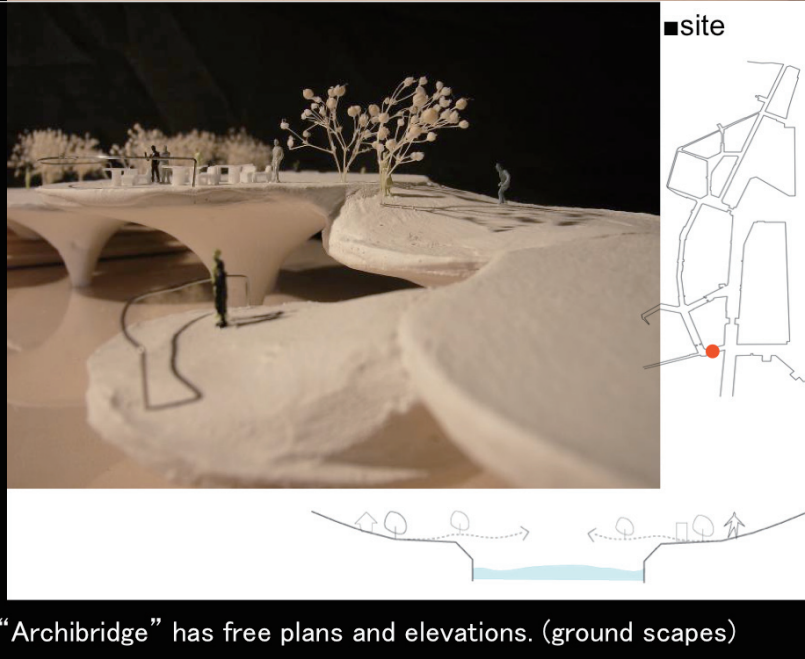 ■site
“Archibridge” has free plans and elevations. (ground scapes)